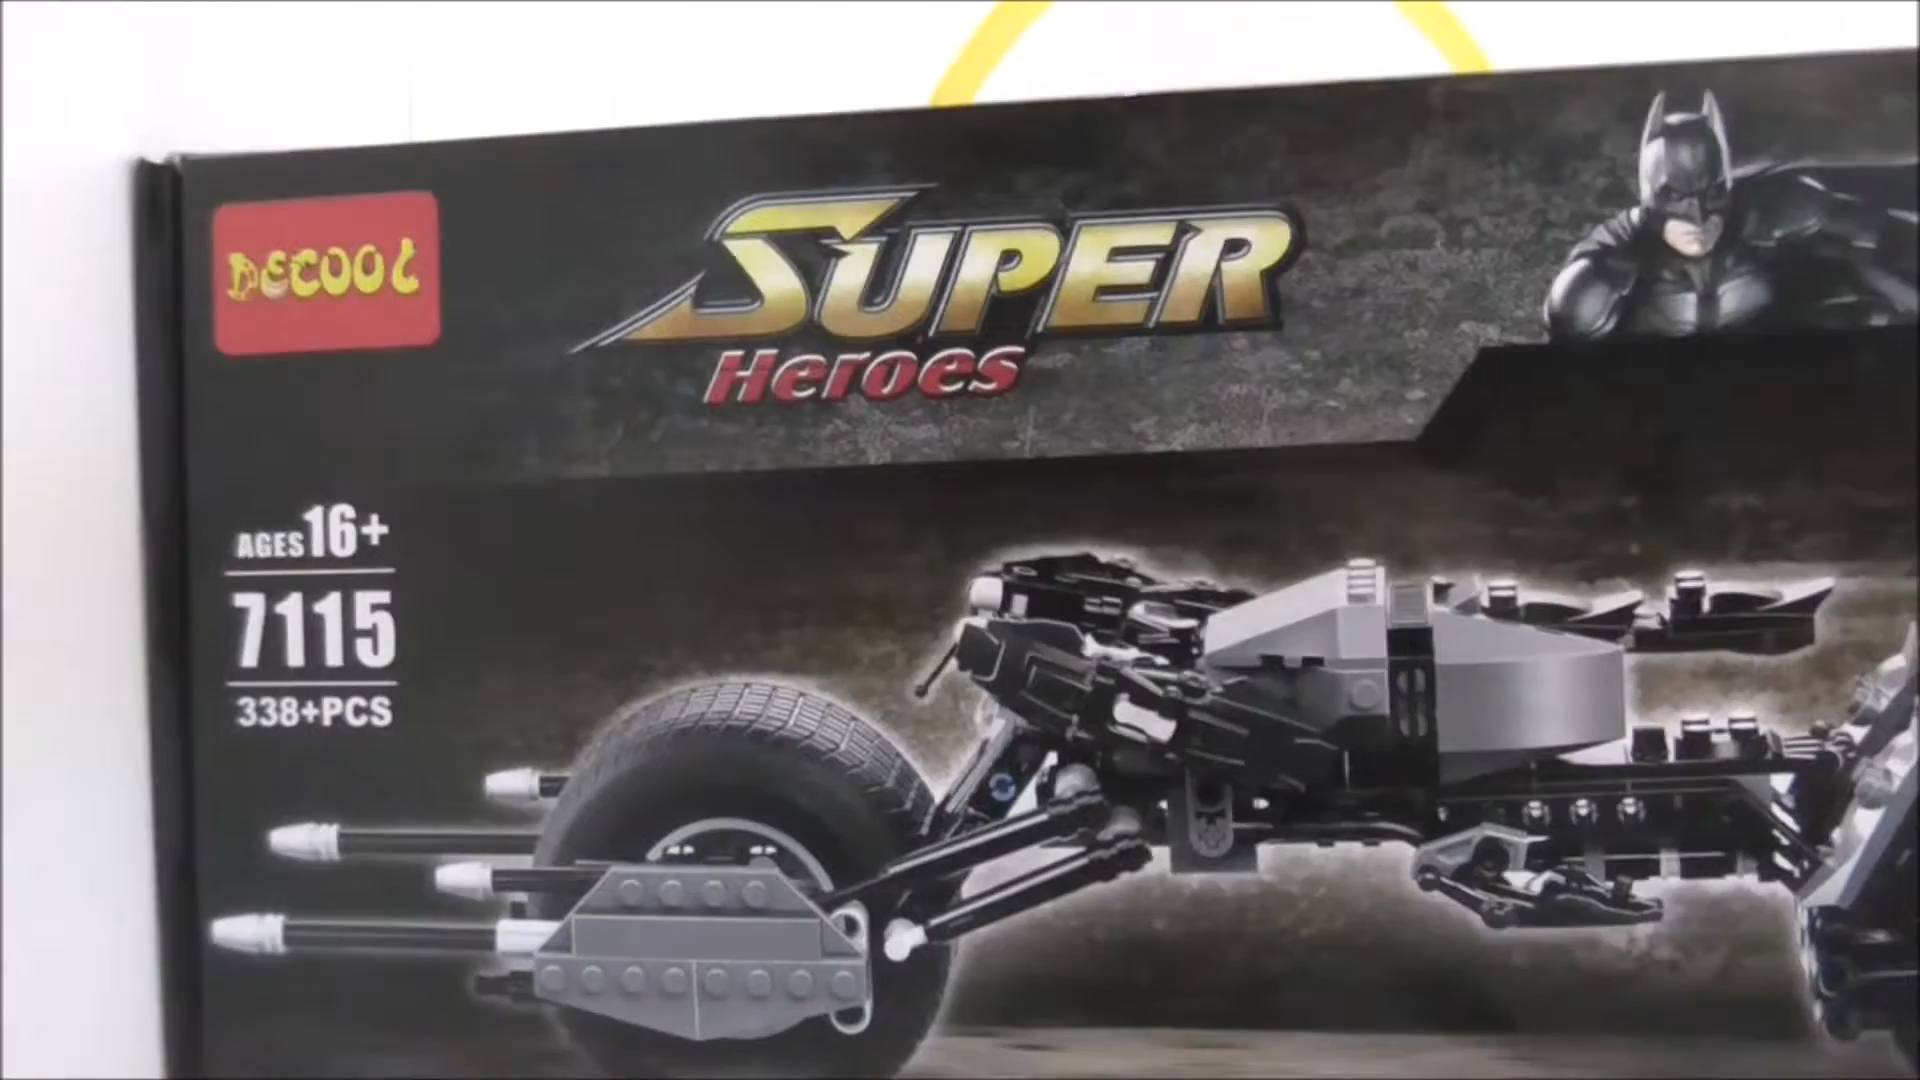 DECOOL
SUPER
Heroes
AGES 16+
7115
338+PCS